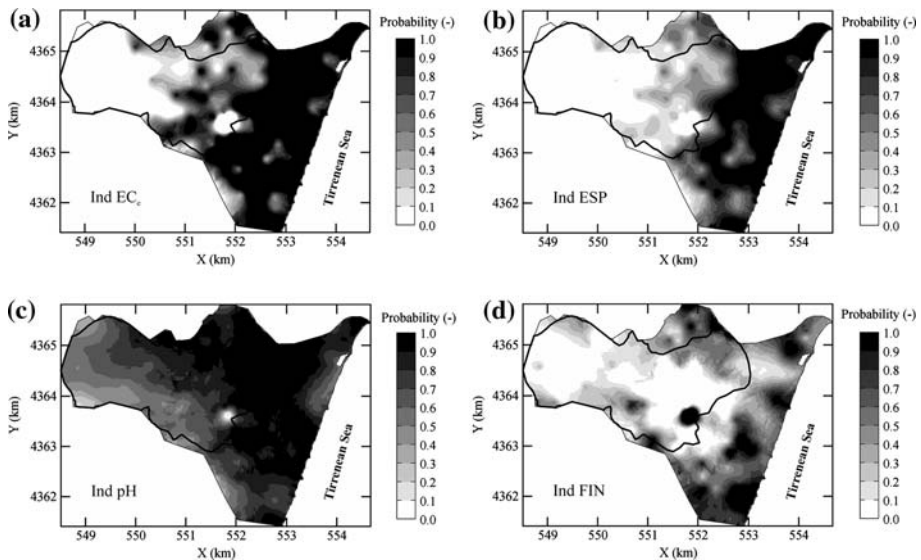 (a)
Probability (-)
1.0
0.9
0.8
0.7
0.6
0.5
0.4
0.3
0.2
0.1
0.0
Y (km)
4365
4364
4363
4362
Ind ECe
Tirrenean Sea
549 550 551 552 553 554
X (km)
(b)
Probability (-)
1.0
0.9
0.8
0.7
0.6
0.5
0.4
0.3
0.2
0.1
0.0
Y (km)
4365
4364
4363
4362
Ind ESP
Tirrenean Sea
549 550 551 552 553 554
X (km)
(c)
Probability (-)
1.0
0.9
0.8
0.7
0.6
0.5
0.4
0.3
0.2
0.1
0.0
Y (km)
4365
4364
4363
4362
Ind pH
Tirrenean Sea
549 550 551 552 553 554
X (km)
(d)
Probability (-)
1.0
0.9
0.8
0.7
0.6
0.5
0.4
0.3
0.2
0.1
0.0
Y (km)
4365
4364
4363
4362
Ind FIN
Tirrenean Sea
549 550 551 552 553 554
X (km)